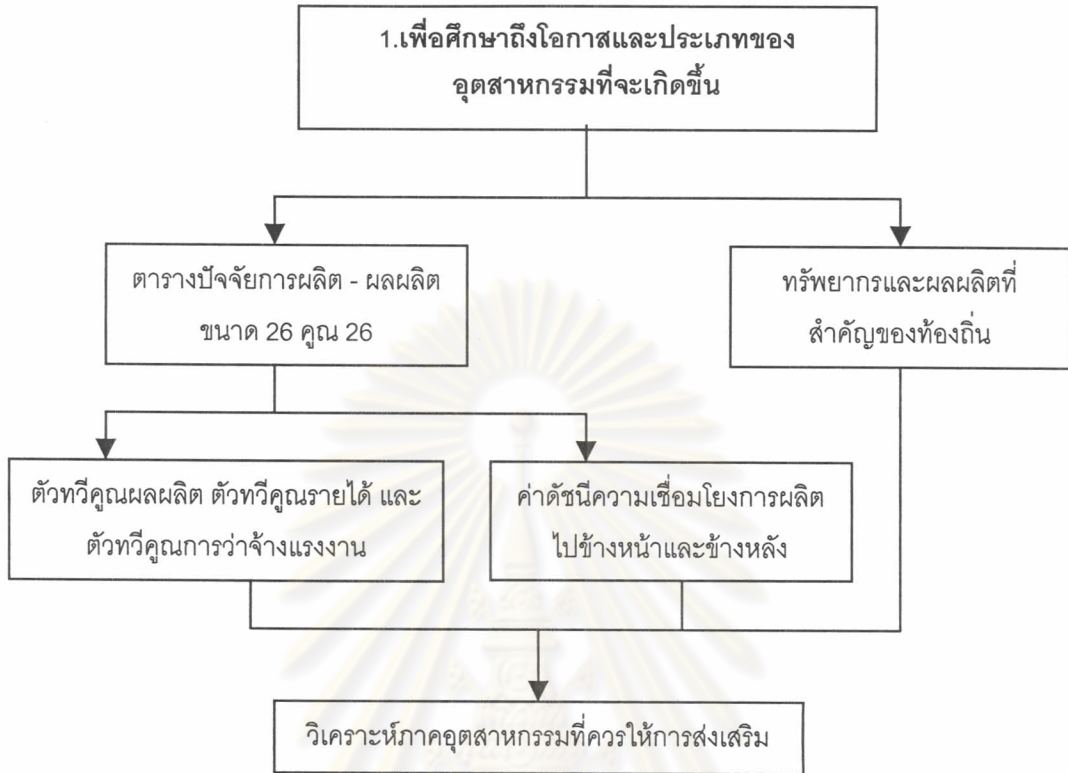 1.เพื่อศึกษาถึงโอกาสและประเภทของ
อุตสาหกรรมที่จะเกิดขึ้น
ตารางปัจจัยการผลิต - ผลผลิต
ขนาด 26 คูณ 26
ทรัพยากรและผลผลิตที่
สำคัญของท้องถิ่น
ตัวทวีคูณผลผลิต ตัวทวีคูณรายได้ และ
ตัวทวีคูณการว่าจ้างแรงงาน
ค่าดัชนีความเชื่อมโยงการผลิต
ไปข้างหน้าและข้างหลัง
วิเคราะห์ภาคอุตสาหกรรมที่ควรให้การส่งเสริม